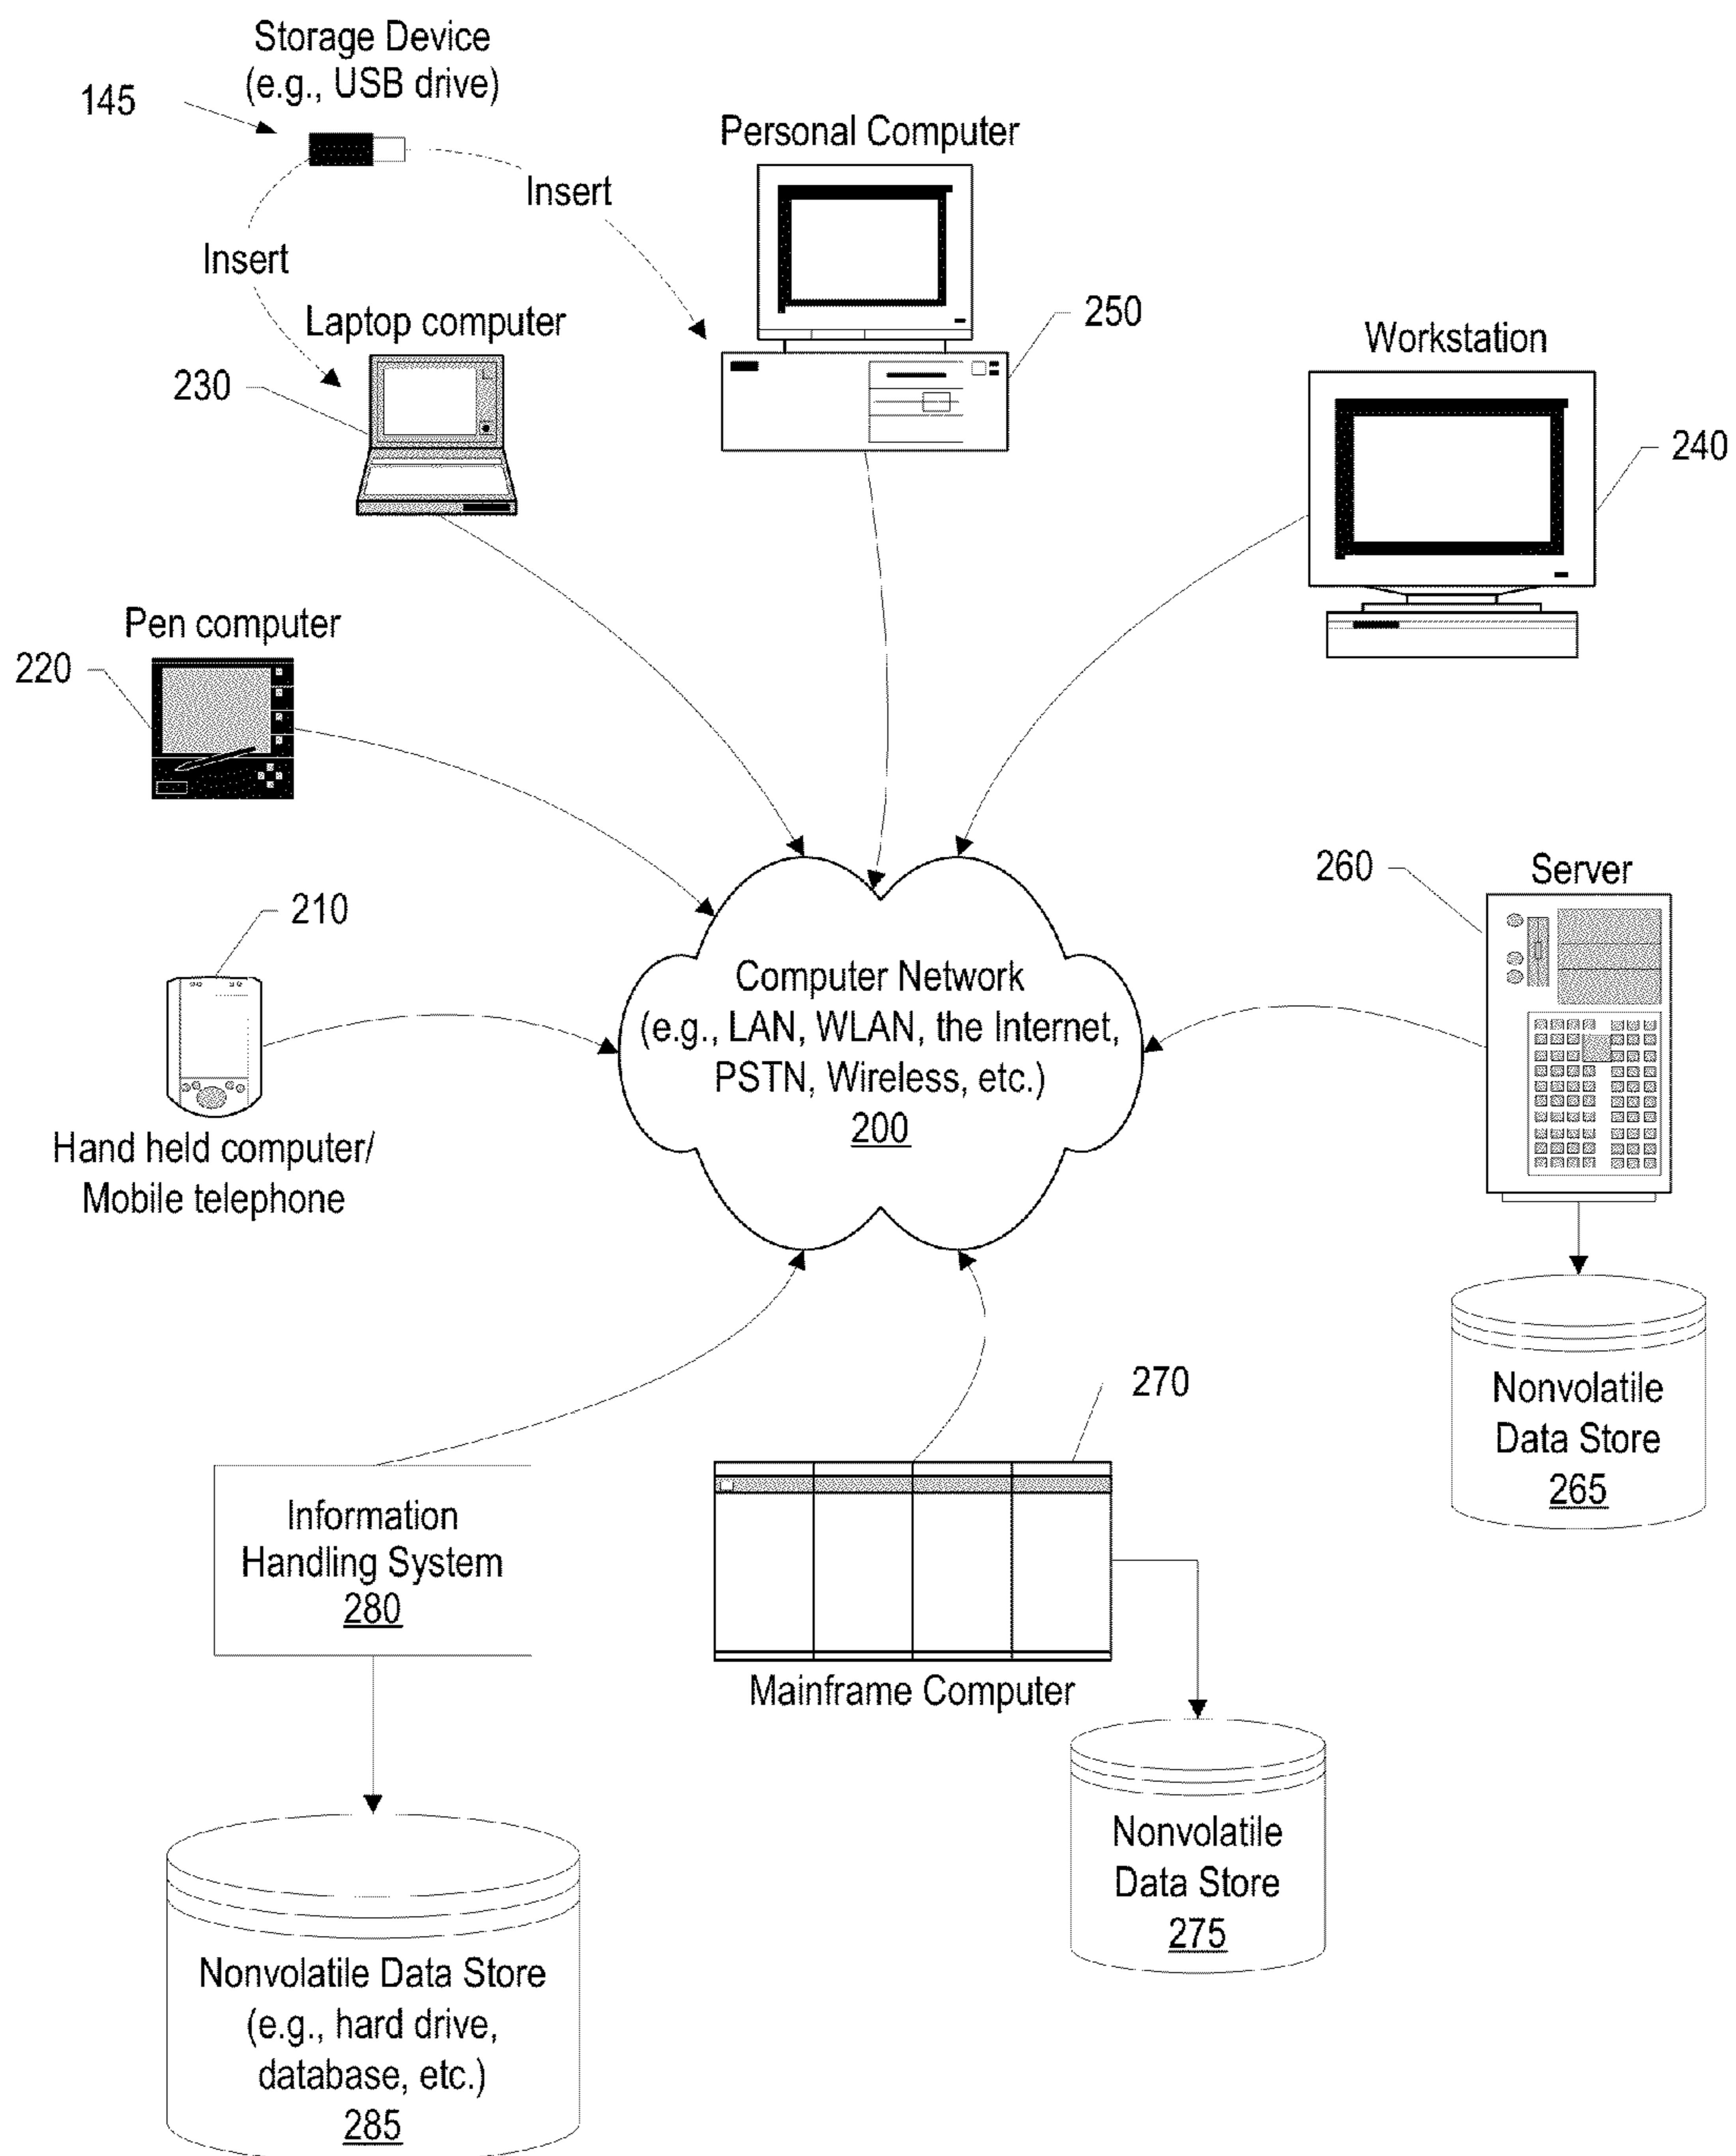 Storage Device
(e.g., USB drive)
145
Personal Computer
Insert
Insert
Laptop computer
250
Workstation
230
240
Pen computer
220
260
Server
210
Computer Network
(e.g., LAN, WLAN, the Internet,
PSTN, Wireless, etc.)
200
Hand held computer/
Mobile telephone
270
Nonvolatile
Data Store
265
Information
Handling System
280
Mainframe Computer
Nonvolatile
Data Store
275
Nonvolatile Data Store
(e.g., hard drive,
database, etc.)
285